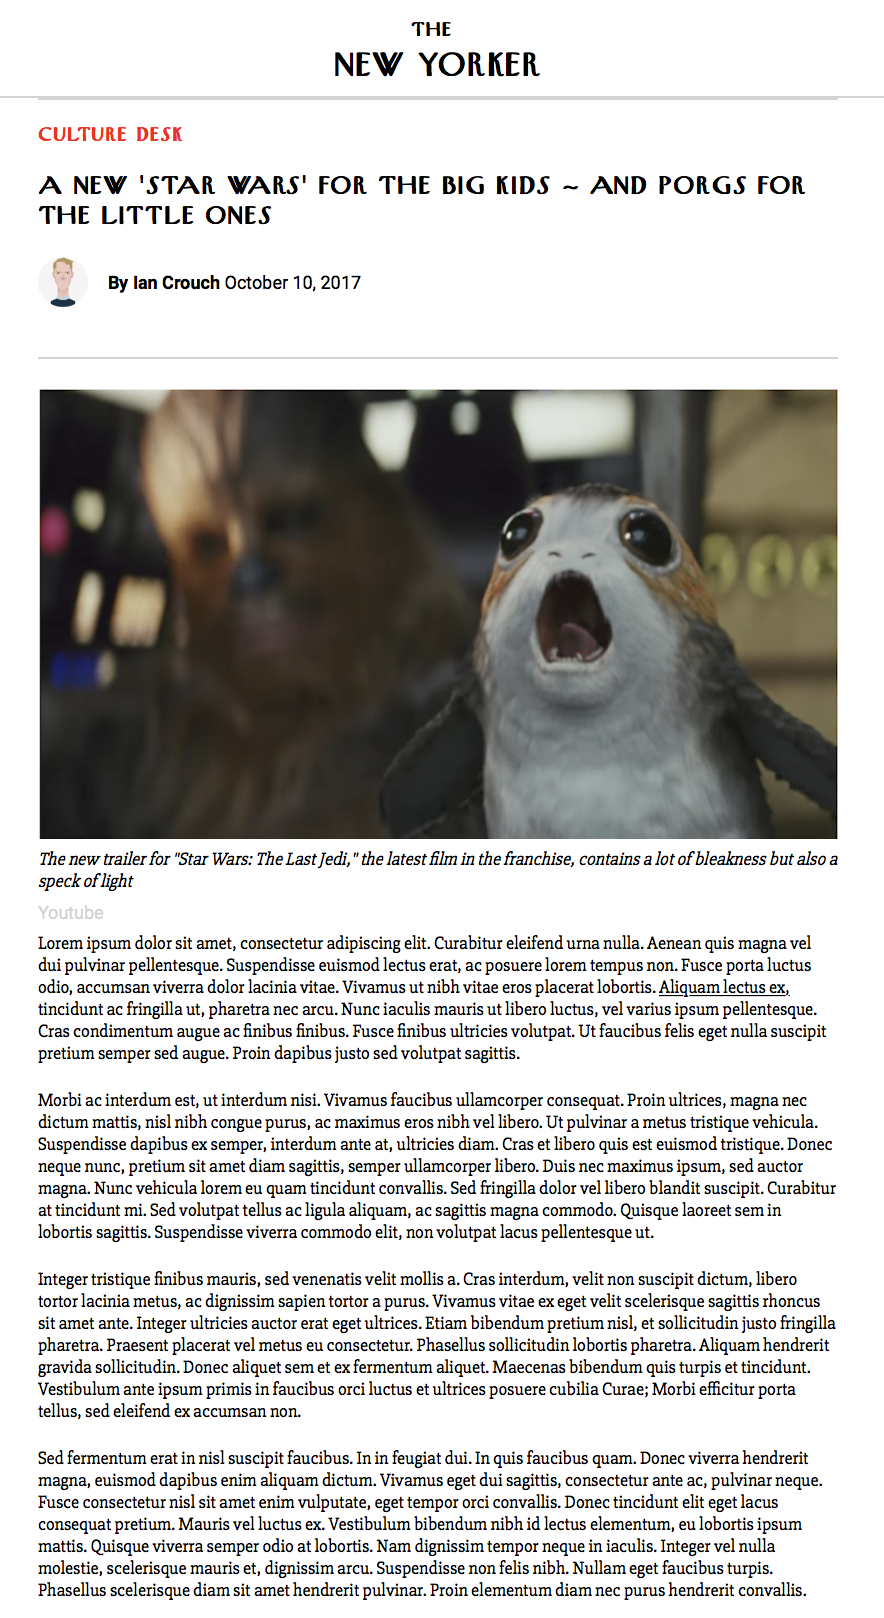 THE
NEW YORKER
CULTURE DESK
A NEW 'STAR WARS' FOR THE BIG KIDS ~ AND PORGS FOR
THE LITTLE ONES
By Ian Crouch October 10, 2017
The new trailer for "Star Wars: The Last Jedi," the latest film in the franchise, contains a lot of bleakness but also a
speck of light
Youtube
Lorem ipsum dolor sit amet, consectetur adipiscing elit. Curabitur eleifend urna nulla. Aenean quis magna vel
dui pulvinar pellentesque. Suspendisse euismod lectus erat, ac posuere lorem tempus non. Fusce porta luctus
odio, accumsan viverra dolor lacinia vitae. Vivamus ut nibh vitae eros placerat lobortis. Aliquam lectus ex,
tincidunt ac fringilla ut, pharetra nec arcu. Nunc iaculis mauris ut libero luctus, vel varius ipsum pellentesque.
Cras condimentum augue ac finibus finibus. Fusce finibus ultricies volutpat. Ut faucibus felis eget nulla suscipit
pretium semper sed augue. Proin dapibus justo sed volutpat sagittis.
Morbi ac interdum est, ut interdum nisi. Vivamus faucibus ullamcorper consequat. Proin ultrices, magna nec
dictum mattis, nisl nibh congue purus, ac maximus eros nibh vel libero. Ut pulvinar a metus tristique vehicula.
Suspendisse dapibus ex semper, interdum ante at, ultricies diam. Cras et libero quis est euismod tristique. Donec
neque nunc, pretium sit amet diam sagittis, semper ullamcorper libero. Duis nec maximus ipsum, sed auctor
magna. Nunc vehicula lorem eu quam tincidunt convallis. Sed fringilla dolor vel libero blandit suscipit. Curabitur
at tincidunt mi. Sed volutpat tellus ac ligula aliquam, ac sagittis magna commodo. Quisque laoreet sem in
lobortis sagittis. Suspendisse viverra commodo elit, non volutpat lacus pellentesque ut.
Integer tristique finibus mauris, sed venenatis velit mollis a. Cras interdum, velit non suscipit dictum, libero
tortor lacinia metus, ac dignissim sapien tortor a purus. Vivamus vitae ex eget velit scelerisque sagittis rhoncus
sit amet ante. Integer ultricies auctor erat eget ultrices. Etiam bibendum pretium nisl, et sollicitudin justo fringilla
pharetra. Praesent placerat vel metus eu consectetur. Phasellus sollicitudin lobortis pharetra. Aliquam hendrerit
gravida sollicitudin. Donec aliquet sem et ex fermentum aliquet. Maecenas bibendum quis turpis et tincidunt.
Vestibulum ante ipsum primis in faucibus orci luctus et ultrices posuere cubilia Curae; Morbi efficitur porta
tellus, sed eleifend ex accumsan non.
Sed fermentum erat in nisl suscipit faucibus. In in feugiat dui. In quis faucibus quam. Donec viverra hendrerit
magna, euismod dapibus enim aliquam dictum. Vivamus eget dui sagittis, consectetur ante ac, pulvinar neque.
Fusce consectetur nisl sit amet enim vulputate, eget tempor orci convallis. Donec tincidunt elit eget lacus
consequat pretium. Mauris vel luctus ex. Vestibulum bibendum nibh id lectus elementum, eu lobortis ipsum
mattis. Quisque viverra semper odio at lobortis. Nam dignissim tempor neque in iaculis. Integer vel nulla
molestie, scelerisque mauris et, dignissim arcu. Suspendisse non felis nibh. Nullam eget faucibus turpis.
Phasellus scelerisque diam sit amet hendrerit pulvinar. Proin elementum diam nec purus hendrerit convallis.